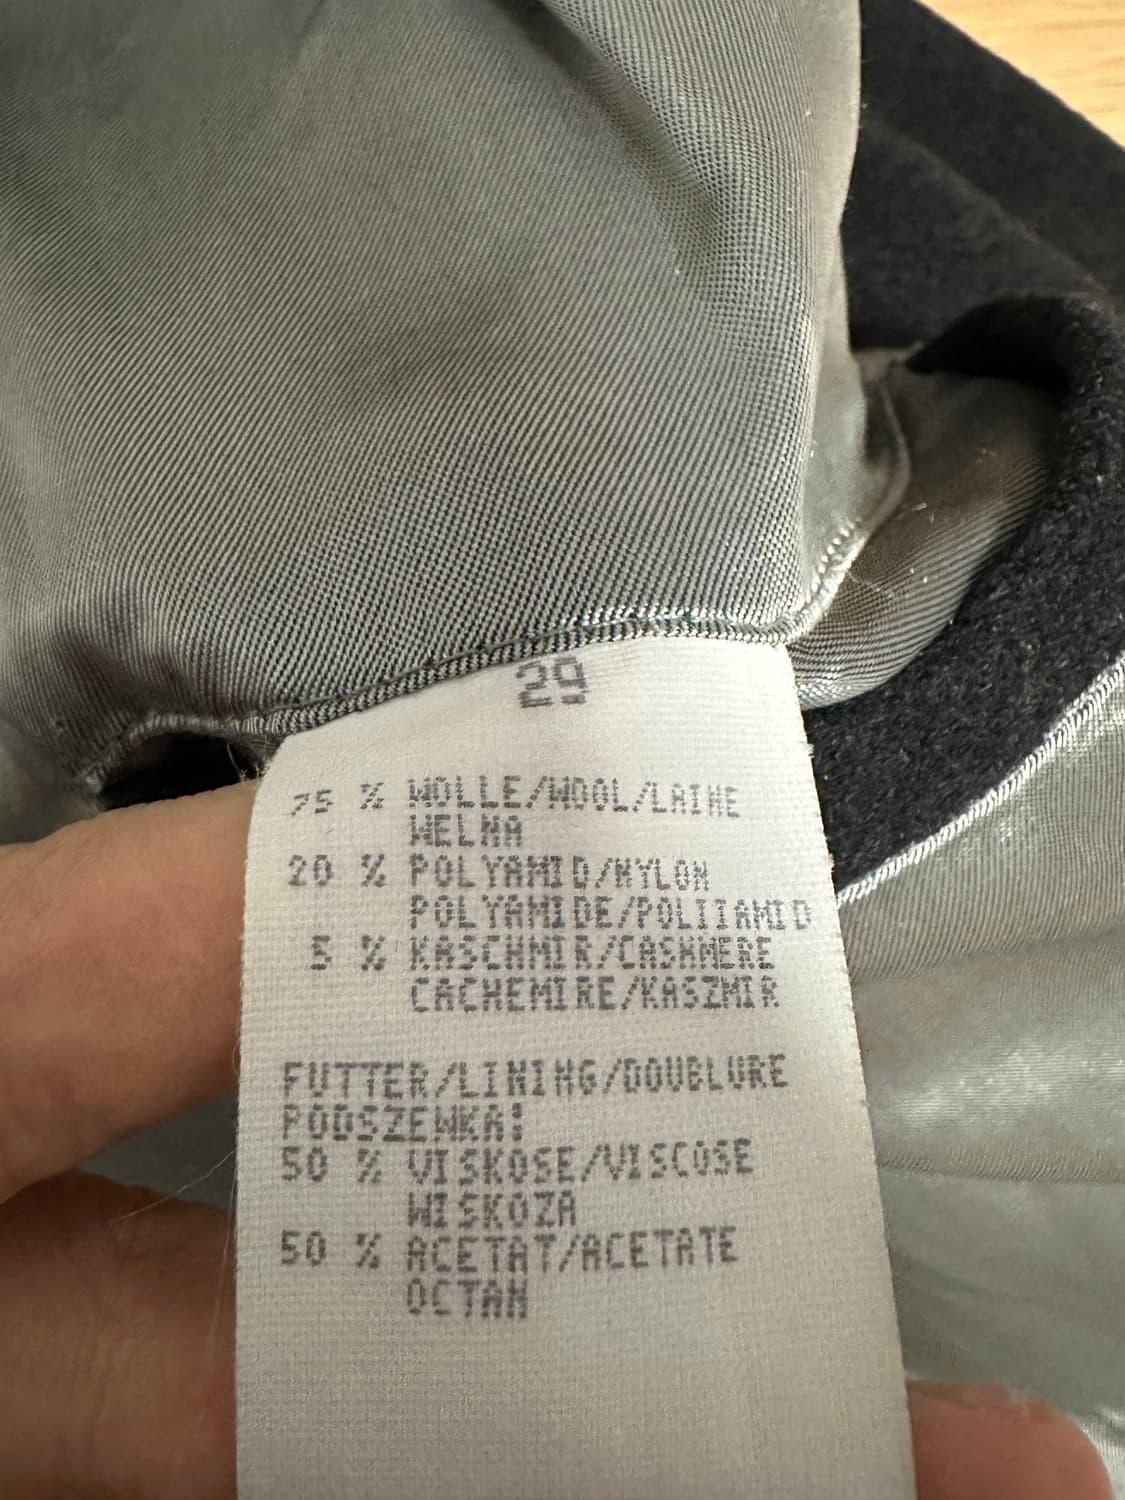 29
75 % WOLLE/WOOL/LAINE
WELNA
20 % POLYAMID/NYLON
POLYAMIDE/POLIIAMID
5 % KASCHMIR/CASHMERE
CACHEMIRE/KASZMIR
FUTTER/LINING/DOUBLURE
PODSZEWKA:
50 % VISKOSE/VISCOSE
WISKOZA
50 % ACETAT/ACETATE
OCTAN